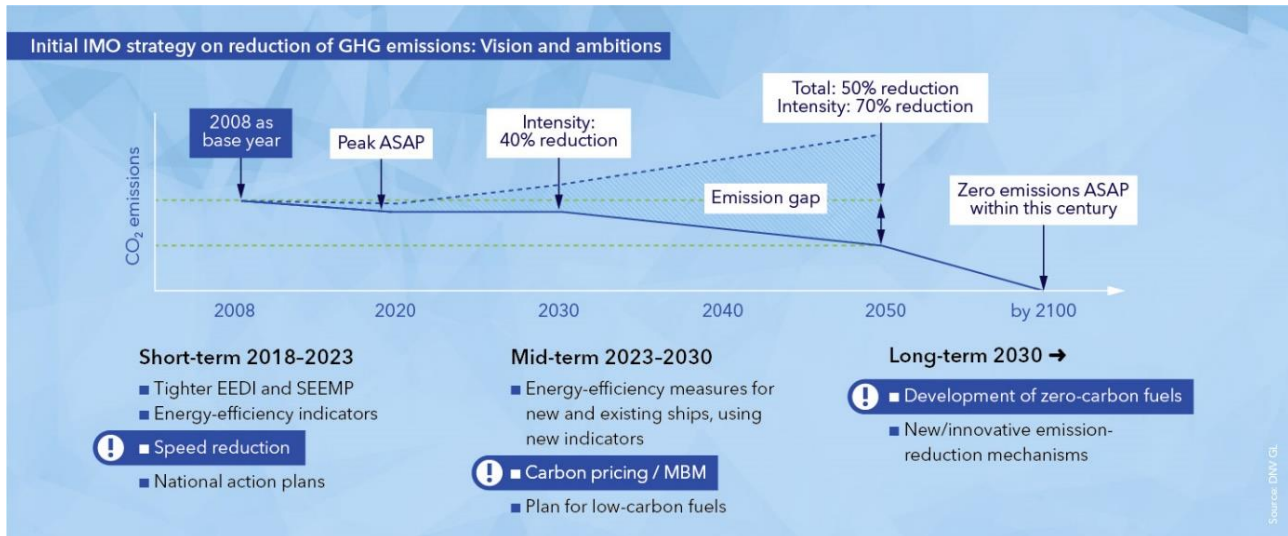 Initial IMO strategy on reduction of GHG emissions: Vision and ambitions
CO₂ emissions
2008 as
base year
Peak ASAP
Intensity:
40% reduction
Total: 50% reduction
Intensity: 70% reduction
Emission gap
Zero emissions ASAP
within this century
2008
2020
2030
2040
2050
by 2100
Short-term 2018–2023
■ Tighter EEDI and SEEMP
■ Energy-efficiency indicators
! ■ Speed reduction
■ National action plans
Mid-term 2023–2030
■ Energy-efficiency measures for
new and existing ships, using
new indicators
! ■ Carbon pricing / MBM
■ Plan for low-carbon fuels
Long-term 2030 ➔
! ■ Development of zero-carbon fuels
■ New/innovative emission-
reduction mechanisms
Source: DNV GL